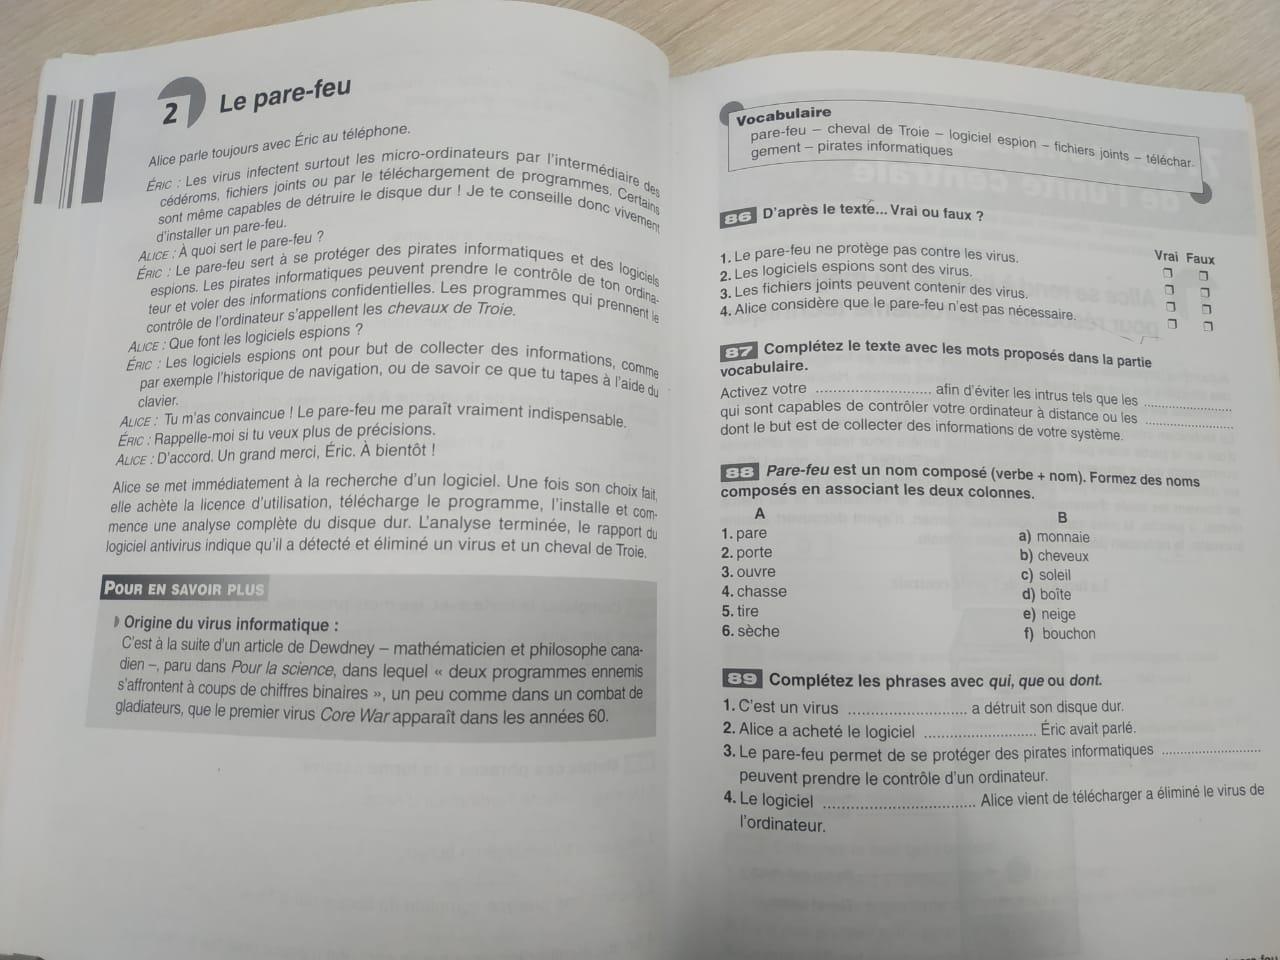 2 Le pare-feu
Alice parle toujours avec Éric au téléphone.
ÉRIC : Les virus infectent surtout les micro-ordinateurs par l'intermédiaire des
cédéroms, fichiers joints ou par le téléchargement de programmes. Certains
sont même capables de détruire le disque dur ! Je te conseille donc vivement
d'installer un pare-feu.
ALICE : À quoi sert le pare-feu ?
ÉRIC : Le pare-feu sert à se protéger des pirates informatiques et des logiciels
espions. Les pirates informatiques peuvent prendre le contrôle de ton ordina-
teur et voler des informations confidentielles. Les programmes qui prennent le
contrôle de l'ordinateur s'appellent les chevaux de Troie.
ALICE : Que font les logiciels espions ?
ÉRIC : Les logiciels espions ont pour but de collecter des informations, comme
par exemple l'historique de navigation, ou de savoir ce que tu tapes à l'aide du
clavier.
ALICE : Tu m'as convaincue ! Le pare-feu me paraît vraiment indispensable.
ÉRIC : Rappelle-moi si tu veux plus de précisions.
ALICE : D'accord. Un grand merci, Éric. À bientôt !
Alice se met immédiatement à la recherche d'un logiciel. Une fois son choix fait,
elle achète la licence d'utilisation, télécharge le programme, l'installe et com-
mence une analyse complète du disque dur. L'analyse terminée, le rapport du
logiciel antivirus indique qu'il a détecté et éliminé un virus et un cheval de Troie.
POUR EN SAVOIR PLUS
Origine du virus informatique :
C'est à la suite d'un article de Dewdney – mathématicien et philosophe cana-
dien –, paru dans Pour la science, dans lequel « deux programmes ennemis
s'affrontent à coups de chiffres binaires », un peu comme dans un combat de
gladiateurs, que le premier virus Core War apparaît dans les années 60.
Vocabulaire
pare-feu – cheval de Troie – logiciel espion – fichiers joints – téléchar-
gement – pirates informatiques
86 D'après le texte... Vrai ou faux ?
Vrai Faux
1. Le pare-feu ne protège pas contre les virus.
2. Les logiciels espions sont des virus.
3. Les fichiers joints peuvent contenir des virus.
4. Alice considère que le pare-feu n'est pas nécessaire.
87 Complétez le texte avec les mots proposés dans la partie
vocabulaire.
Activez votre ........................ afin d'éviter les intrus tels que les ........................
qui sont capables de contrôler votre ordinateur à distance ou les ........................
dont le but est de collecter des informations de votre système.
88 Pare-feu est un nom composé (verbe + nom). Formez des noms
composés en associant les deux colonnes.
A B
1. pare a) monnaie
2. porte b) cheveux
3. ouvre c) soleil
4. chasse d) boîte
5. tire e) neige
6. sèche f) bouchon
89 Complétez les phrases avec qui, que ou dont.
1. C'est un virus ........................ a détruit son disque dur.
2. Alice a acheté le logiciel ........................ Éric avait parlé.
3. Le pare-feu permet de se protéger des pirates informatiques ........................
peuvent prendre le contrôle d'un ordinateur.
4. Le logiciel ........................ Alice vient de télécharger a éliminé le virus de
l'ordinateur.